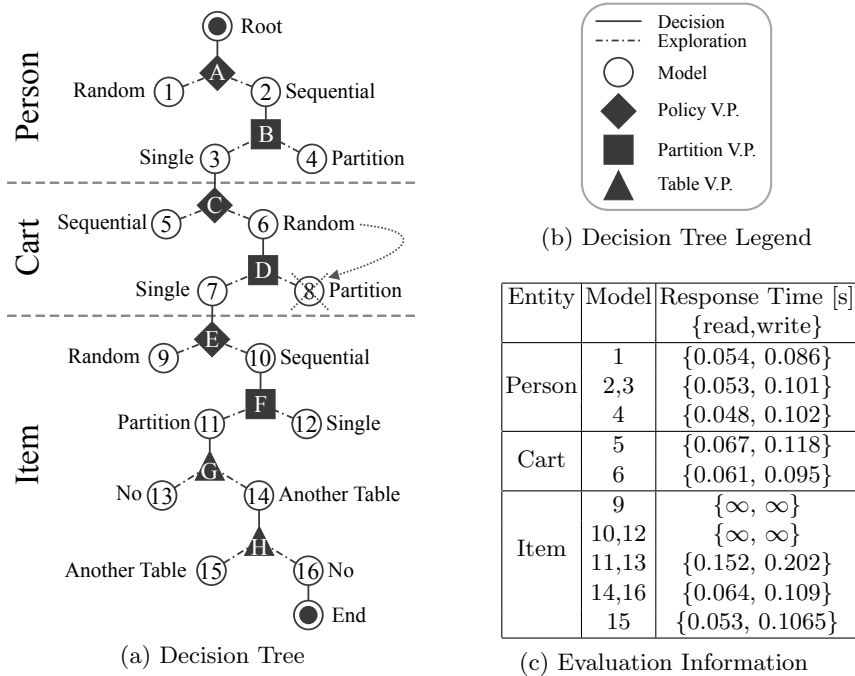 Root
A
Random 1 2 Sequential
B
Single 3 4 Partition
Person
C
Sequential 5 6 Random
D
Single 7 8 Partition
Cart
E
Random 9 10 Sequential
F
Partition 11 12 Single
G
No 13 14 Another Table
H
Another Table 15 16 No
End
Item
(a) Decision Tree
Decision
Exploration
Model
Policy V.P.
Partition V.P.
Table V.P.
(b) Decision Tree Legend
Entity Model Response Time [s]
{read,write}
Person
1 {0.054, 0.086}
2,3 {0.053, 0.101}
4 {0.048, 0.102}
Cart
5 {0.067, 0.118}
6 {0.061, 0.095}
Item
9 {∞, ∞}
10,12 {∞, ∞}
11,13 {0.152, 0.202}
14,16 {0.064, 0.109}
15 {0.053, 0.1065}
(c) Evaluation Information